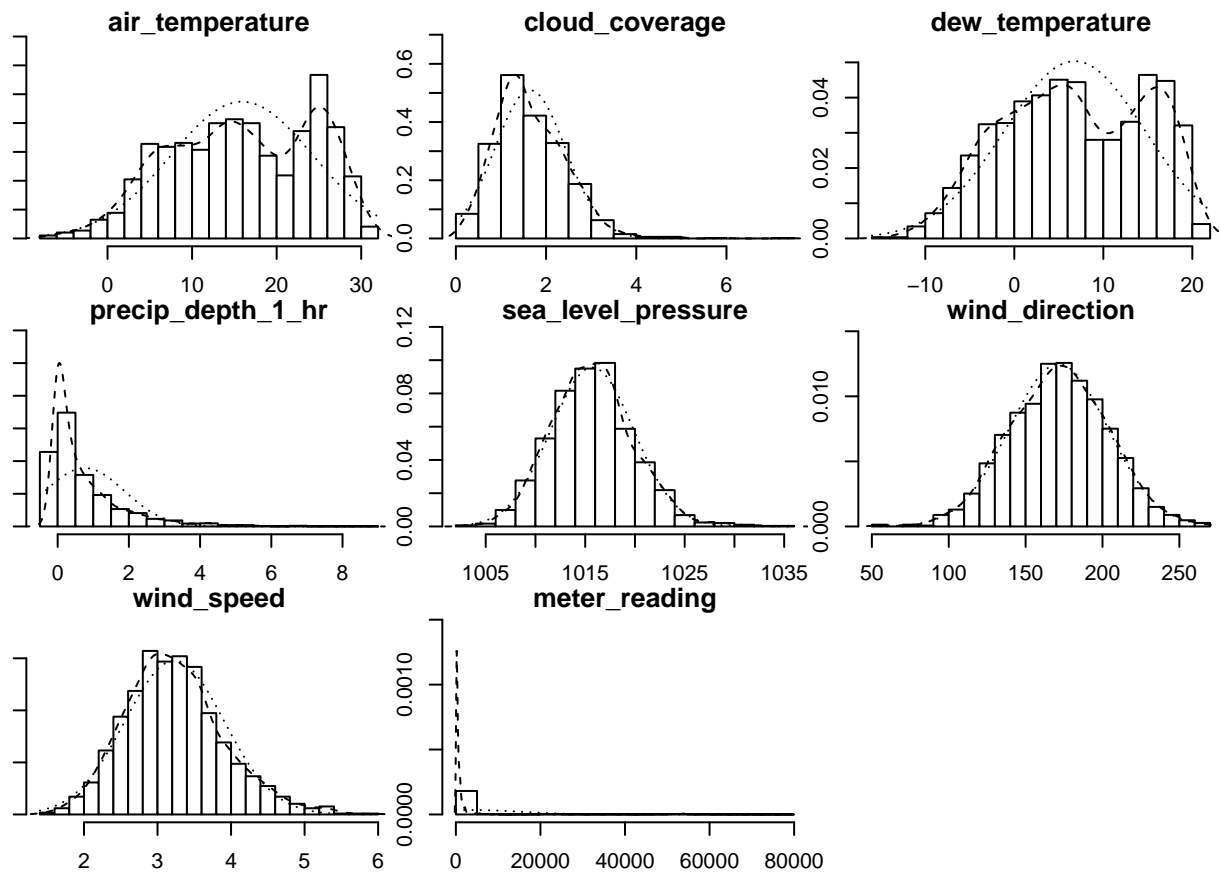 air_temperature
0 10 20 30
cloud_coverage
0.0 0.2 0.4 0.6
0 2 4 6
dew_temperature
0.00 0.02 0.04
−10 0 10 20
precip_depth_1_hr
0 2 4 6 8
sea_level_pressure
0.00 0.04 0.08 0.12
1005 1015 1025 1035
wind_direction
0.000 0.010
50 100 150 200 250
wind_speed
2 3 4 5 6
meter_reading
0.0000 0.0010
0 20000 40000 60000 80000